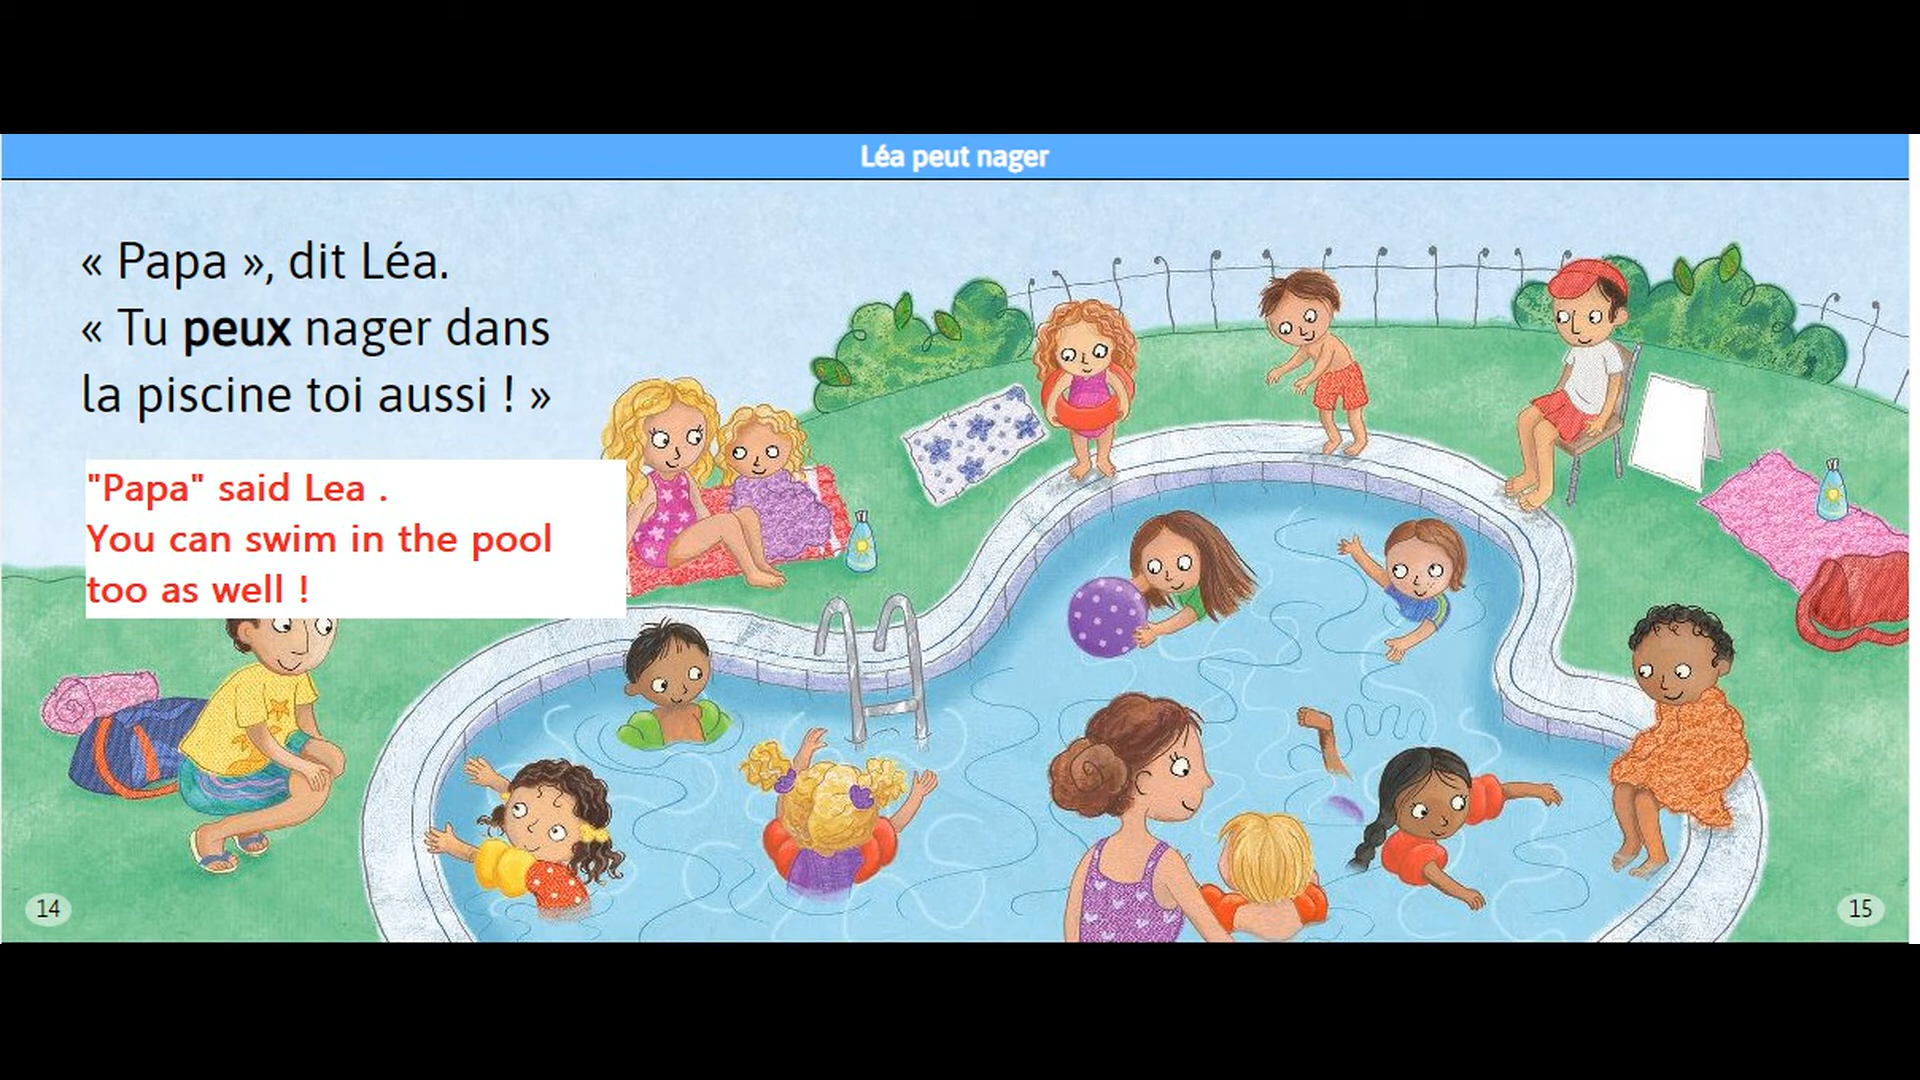 Léa peut nager
« Papa », dit Léa.
« Tu peux nager dans
la piscine toi aussi ! »
"Papa" said Lea .
You can swim in the pool
too as well !
14
15